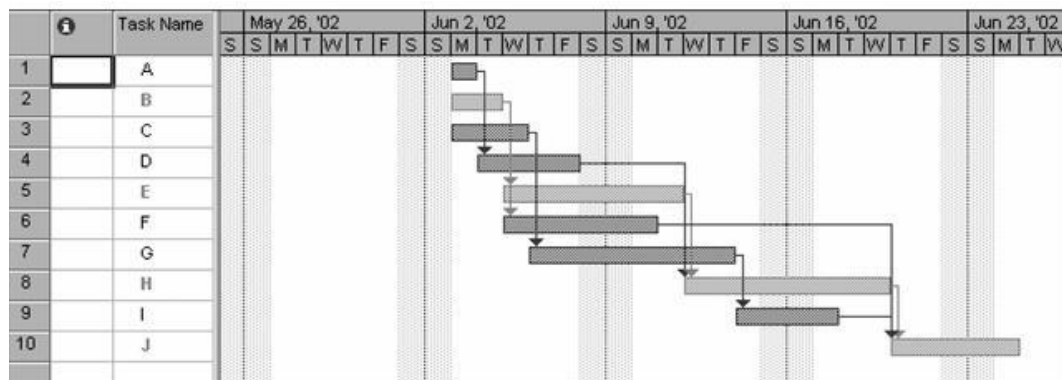 Task Name May 26, '02 Jun 2, '02 Jun 9, '02 Jun 16, '02 Jun 23, '02
S S M T W T F S S M T W T F S S M T W T F S S M T W T F S S M T W
1 A
2 B
3 C
4 D
5 E
6 F
7 G
8 H
9 I
10 J